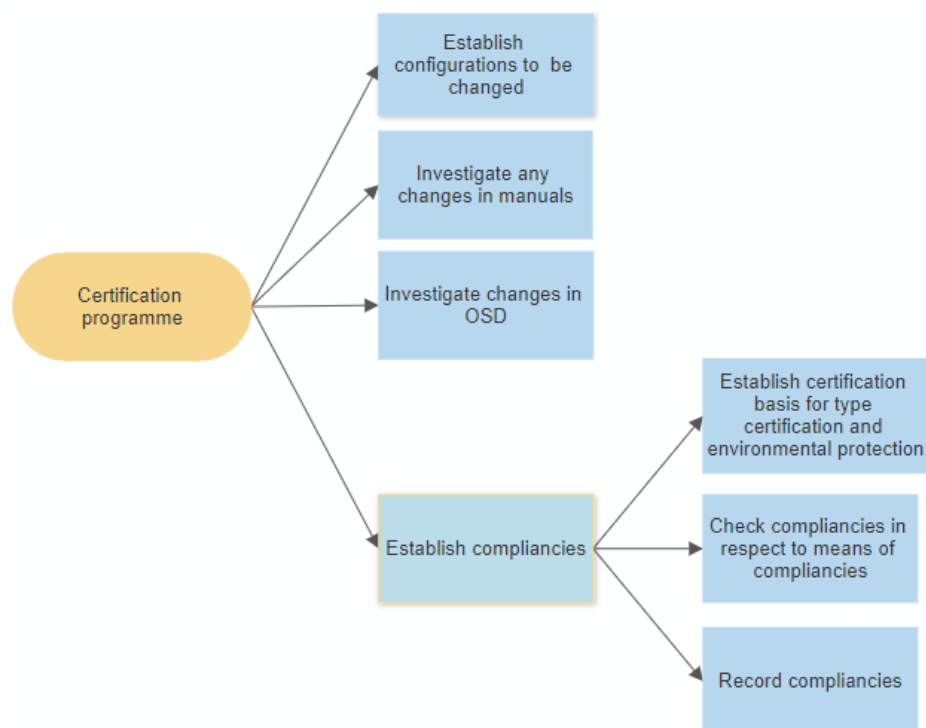 Establish
configurations to be
changed
Investigate any
changes in manuals
Investigate changes in
OSD
Certification
programme
Establish compliancies
Establish certification
basis for type
certification and
environmental protection
Check compliancies in
respect to means of
compliancies
Record compliancies